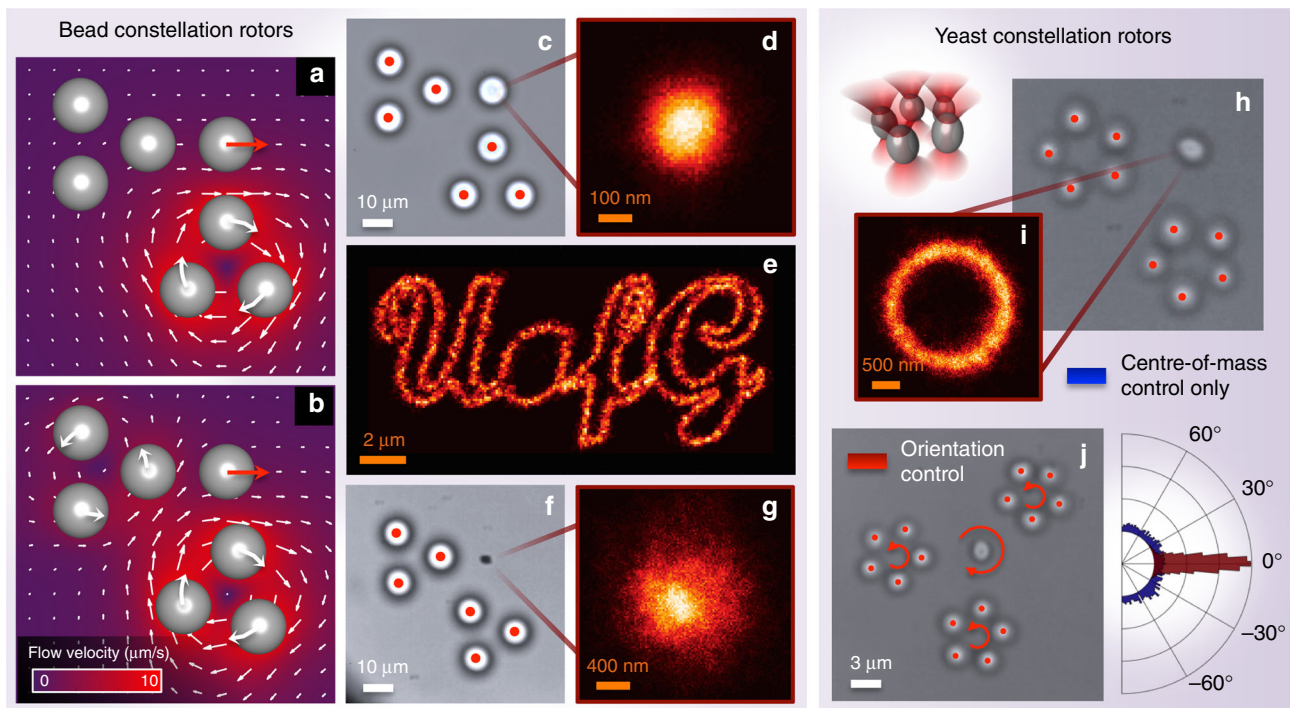 Bead constellation rotors
a
b
Flow velocity (μm/s)
0
10
c
10 μm
d
100 nm
e
UofG
2 μm
f
10 μm
g
400 nm
Yeast constellation rotors
h
i
500 nm
Centre-of-mass
control only
Orientation
control
j
3 μm
60°
30°
0°
–30°
–60°